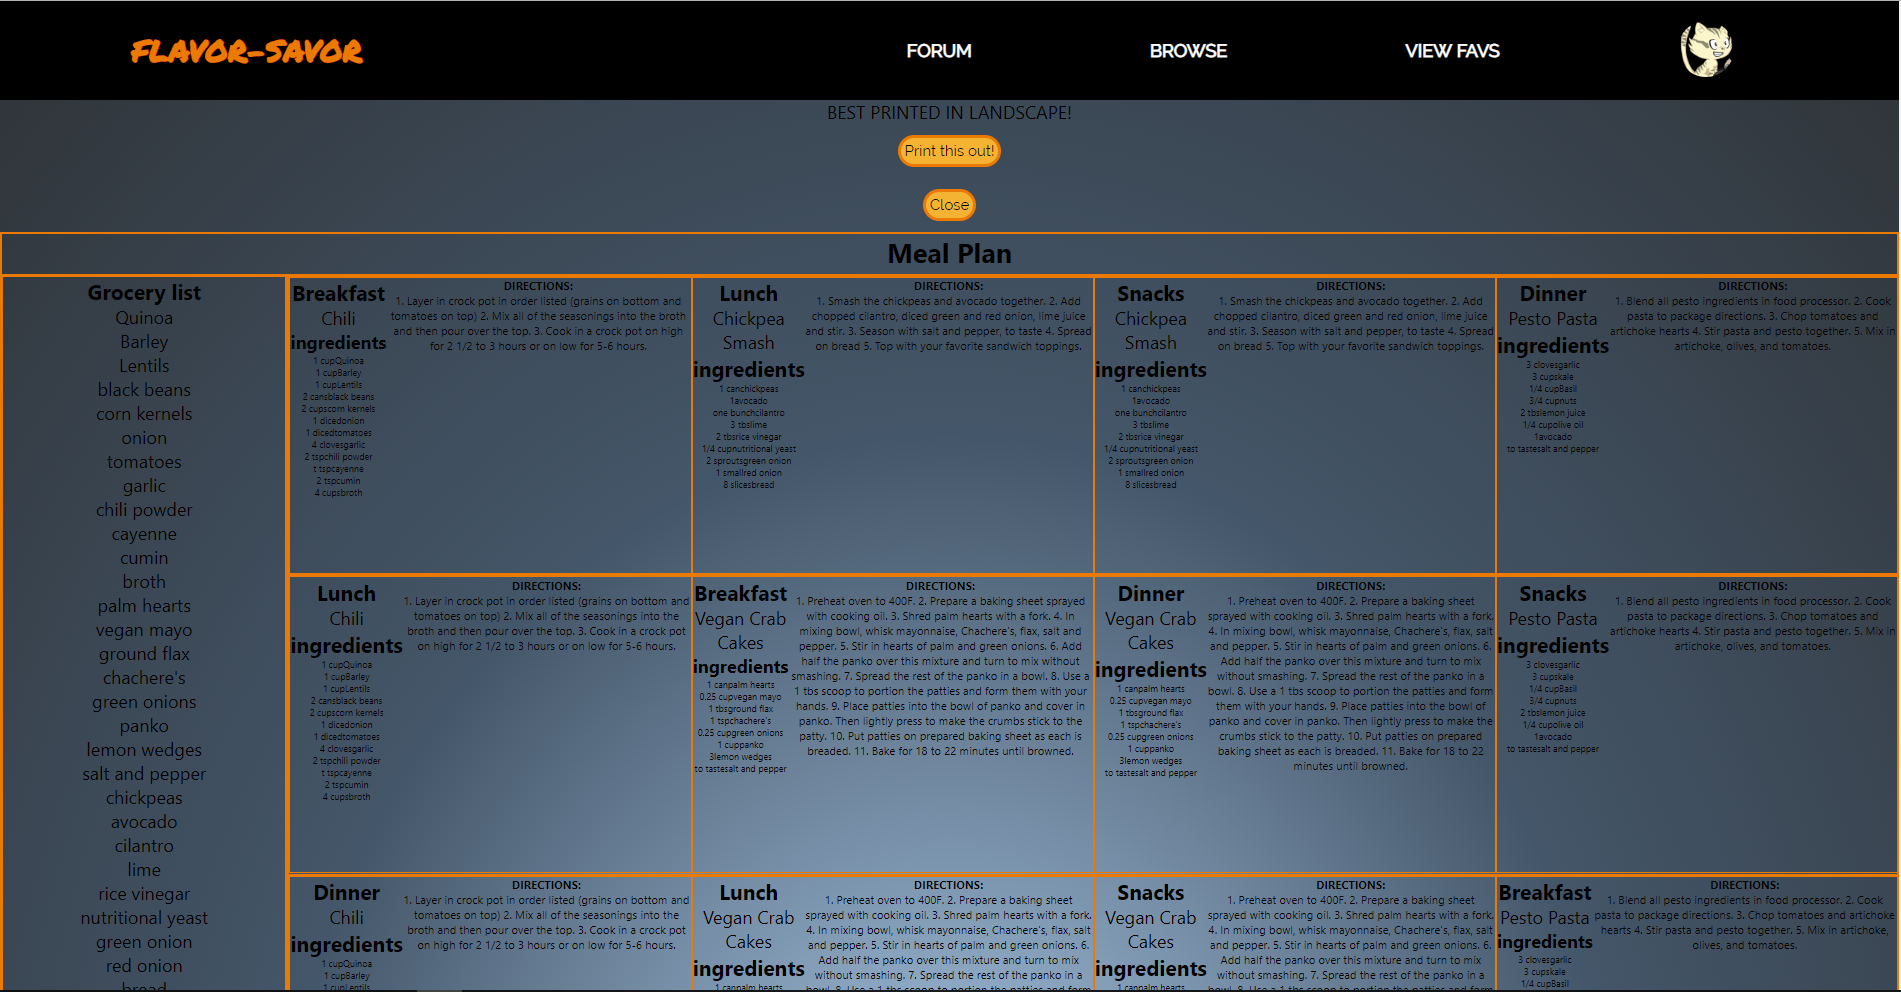 FLAVOR-SAVOR
FORUM
BROWSE
VIEW FAVS
BEST PRINTED IN LANDSCAPE!
Print this out!
Close
Meal Plan
Grocery list
Quinoa
Barley
Lentils
black beans
corn kernels
onion
tomatoes
garlic
chili powder
cayenne
cumin
broth
palm hearts
vegan mayo
ground flax
chachere's
green onions
panko
lemon wedges
salt and pepper
chickpeas
avocado
cilantro
lime
rice vinegar
nutritional yeast
green onion
red onion
bread
Breakfast
Chili
ingredients
1 cupQuinoa
1 cupBarley
1 cupLentils
2 cansblack beans
2 cupscorn kernels
1 dicedonion
1 dicedtomatoes
4 clovesgarlic
2 tspchili powder
t tspcayenne
2 tspcumin
4 cupsbroth
DIRECTIONS:
1. Layer in crock pot in order listed (grains on bottom and
tomatoes on top) 2. Mix all of the seasonings into the broth
and then pour over the top. 3. Cook in a crock pot on high
for 2 1/2 to 3 hours or on low for 5-6 hours.
Lunch
Chickpea
Smash
ingredients
1 canchickpeas
1avocado
one bunchcilantro
3 tbslime
2 tbsrice vinegar
1/4 cupnutritional yeast
2 sproutsgreen onion
1 smallred onion
8 slicesbread
DIRECTIONS:
1. Smash the chickpeas and avocado together. 2. Add
chopped cilantro, diced green and red onion, lime juice
and stir. 3. Season with salt and pepper, to taste 4. Spread
on bread 5. Top with your favorite sandwich toppings.
Snacks
Chickpea
Smash
ingredients
1 canchickpeas
1avocado
one bunchcilantro
3 tbslime
2 tbsrice vinegar
1/4 cupnutritional yeast
2 sproutsgreen onion
1 smallred onion
8 slicesbread
DIRECTIONS:
1. Smash the chickpeas and avocado together. 2. Add
chopped cilantro, diced green and red onion, lime juice
and stir. 3. Season with salt and pepper, to taste 4. Spread
on bread 5. Top with your favorite sandwich toppings.
Dinner
Pesto Pasta
ingredients
3 clovesgarlic
3 cupskale
1/4 cupBasil
3/4 cupnuts
2 tbslemon juice
1/4 cupolive oil
1avocado
to tastesalt and pepper
DIRECTIONS:
1. Blend all pesto ingredients in food processor. 2. Cook
pasta to package directions. 3. Chop tomatoes and
artichoke hearts 4. Stir pasta and pesto together. 5. Mix in
artichoke, olives, and tomatoes.
Lunch
Chili
ingredients
1 cupQuinoa
1 cupBarley
1 cupLentils
2 cansblack beans
2 cupscorn kernels
1 dicedonion
1 dicedtomatoes
4 clovesgarlic
2 tspchili powder
t tspcayenne
2 tspcumin
4 cupsbroth
DIRECTIONS:
1. Layer in crock pot in order listed (grains on bottom and
tomatoes on top) 2. Mix all of the seasonings into the
broth and then pour over the top. 3. Cook in a crock pot
on high for 2 1/2 to 3 hours or on low for 5-6 hours.
Breakfast
Vegan Crab
Cakes
ingredients
1 canpalm hearts
0.25 cupvegan mayo
1 tbsground flax
1 tspchachere's
0.25 cupgreen onions
1 cuppanko
3lemon wedges
to tastesalt and pepper
DIRECTIONS:
1. Preheat oven to 400F. 2. Prepare a baking sheet sprayed
with cooking oil. 3. Shred palm hearts with a fork. 4. In
mixing bowl, whisk mayonnaise, Chachere's, flax, salt and
pepper. 5. Stir in hearts of palm and green onions. 6. Add
half the panko over this mixture and turn to mix without
smashing. 7. Spread the rest of the panko in a bowl. 8. Use a
1 tbs scoop to portion the patties and form them with your
hands. 9. Place patties into the bowl of panko and cover in
panko. Then lightly press to make the crumbs stick to the
patty. 10. Put patties on prepared baking sheet as each is
breaded. 11. Bake for 18 to 22 minutes until browned.
Dinner
Vegan Crab
Cakes
ingredients
1 canpalm hearts
0.25 cupvegan mayo
1 tbsground flax
1 tspchachere's
0.25 cupgreen onions
1 cuppanko
3lemon wedges
to tastesalt and pepper
DIRECTIONS:
1. Preheat oven to 400F. 2. Prepare a baking sheet
sprayed with cooking oil. 3. Shred palm hearts with a fork.
4. In mixing bowl, whisk mayonnaise, Chachere's, flax, salt
and pepper. 5. Stir in hearts of palm and green onions. 6.
Add half the panko over this mixture and turn to mix
without smashing. 7. Spread the rest of the panko in a
bowl. 8. Use a 1 tbs scoop to portion the patties and form
them with your hands. 9. Place patties into the bowl of
panko and cover in panko. Then lightly press to make the
crumbs stick to the patty. 10. Put patties on prepared
baking sheet as each is breaded. 11. Bake for 18 to 22
minutes until browned.
Snacks
Pesto Pasta
ingredients
3 clovesgarlic
3 cupskale
1/4 cupBasil
3/4 cupnuts
2 tbslemon juice
1/4 cupolive oil
1avocado
to tastesalt and pepper
DIRECTIONS:
1. Blend all pesto ingredients in food processor. 2. Cook
pasta to package directions. 3. Chop tomatoes and
artichoke hearts 4. Stir pasta and pesto together. 5. Mix in
artichoke, olives, and tomatoes.
Dinner
Chili
ingredients
1 cupQuinoa
1 cupBarley
1 cupLentils
DIRECTIONS:
1. Layer in crock pot in order listed (grains on bottom and
tomatoes on top) 2. Mix all of the seasonings into the
broth and then pour over the top. 3. Cook in a crock pot
on high for 2 1/2 to 3 hours or on low for 5-6 hours.
Lunch
Vegan Crab
Cakes
ingredients
1 canpalm hearts
DIRECTIONS:
1. Preheat oven to 400F. 2. Prepare a baking sheet
sprayed with cooking oil. 3. Shred palm hearts with a fork.
4. In mixing bowl, whisk mayonnaise, Chachere's, flax, salt
and pepper. 5. Stir in hearts of palm and green onions. 6.
Add half the panko over this mixture and turn to mix
without smashing. 7. Spread the rest of the panko in a
bowl. 8. Use a 1 tbs scoop to portion the patties and form
Snacks
Vegan Crab
Cakes
ingredients
1 canpalm hearts
DIRECTIONS:
1. Preheat oven to 400F. 2. Prepare a baking sheet
sprayed with cooking oil. 3. Shred palm hearts with a fork.
4. In mixing bowl, whisk mayonnaise, Chachere's, flax, salt
and pepper. 5. Stir in hearts of palm and green onions. 6.
Add half the panko over this mixture and turn to mix
without smashing. 7. Spread the rest of the panko in a
bowl. 8. Use a 1 tbs scoop to portion the patties and form
Breakfast
Pesto Pasta
ingredients
3 clovesgarlic
3 cupskale
1/4 cupBasil
DIRECTIONS:
1. Blend all pesto ingredients in food processor. 2. Cook
pasta to package directions. 3. Chop tomatoes and artichoke
hearts 4. Stir pasta and pesto together. 5. Mix in artichoke,
olives, and tomatoes.